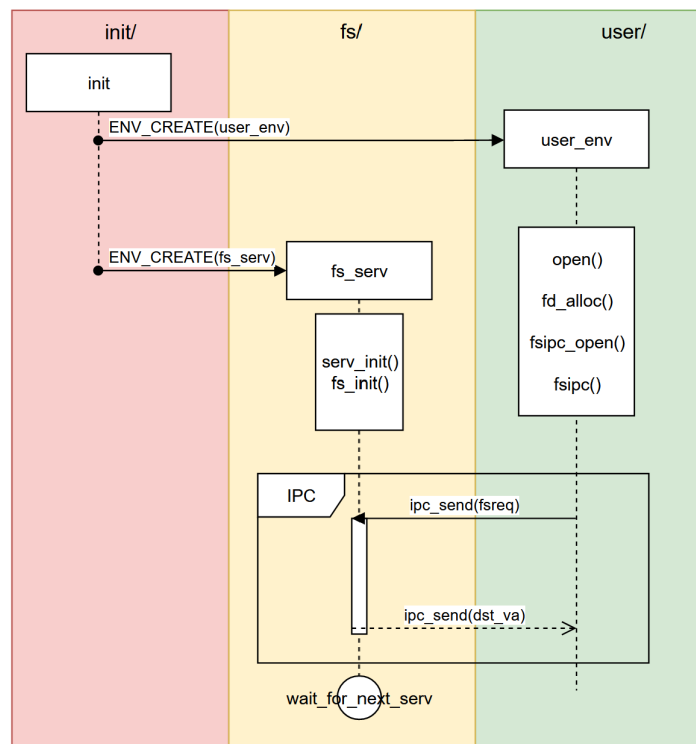 init/
fs/
user/
init
ENV_CREATE(user_env)
user_env
ENV_CREATE(fs_serv)
fs_serv
open()
fd_alloc()
fsipc_open()
fsipc()
serv_init()
fs_init()
IPC
ipc_send(fsreq)
ipc_send(dst_va)
wait_for_next_serv